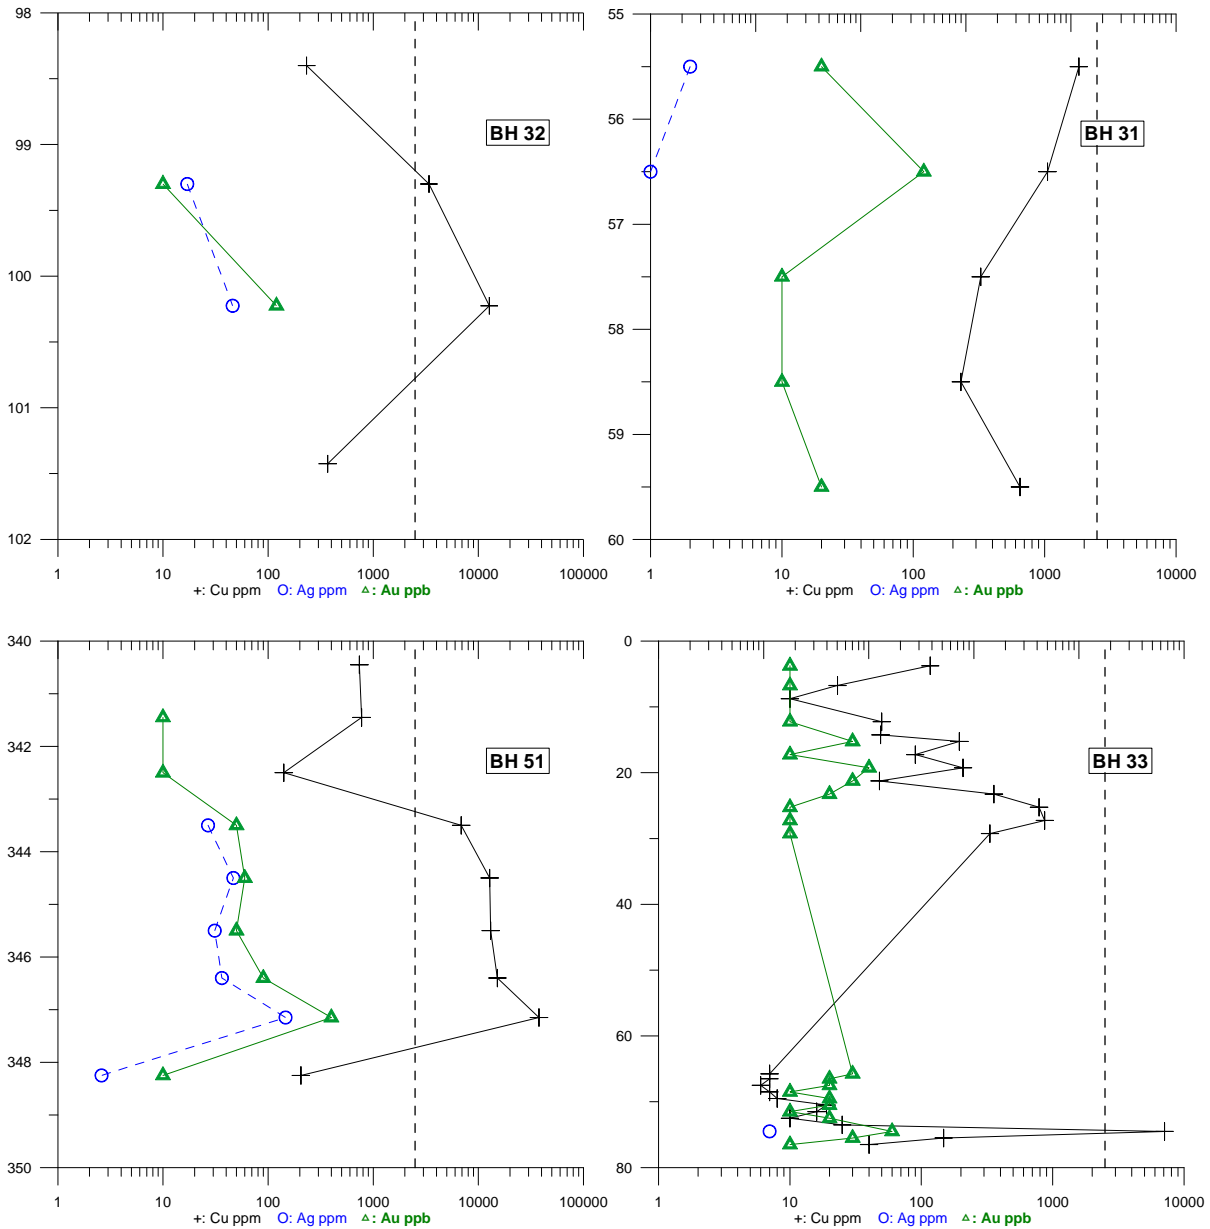 98
99
100
101
102
1 10 100 1000 10000 100000
+: Cu ppm O: Ag ppm △: Au ppb
BH 32
55
56
57
58
59
60
1 10 100 1000 10000
+: Cu ppm O: Ag ppm △: Au ppb
BH 31
340
342
344
346
348
350
1 10 100 1000 10000 100000
+: Cu ppm O: Ag ppm △: Au ppb
BH 51
0
20
40
60
80
1 10 100 1000 10000
+: Cu ppm O: Ag ppm △: Au ppb
BH 33